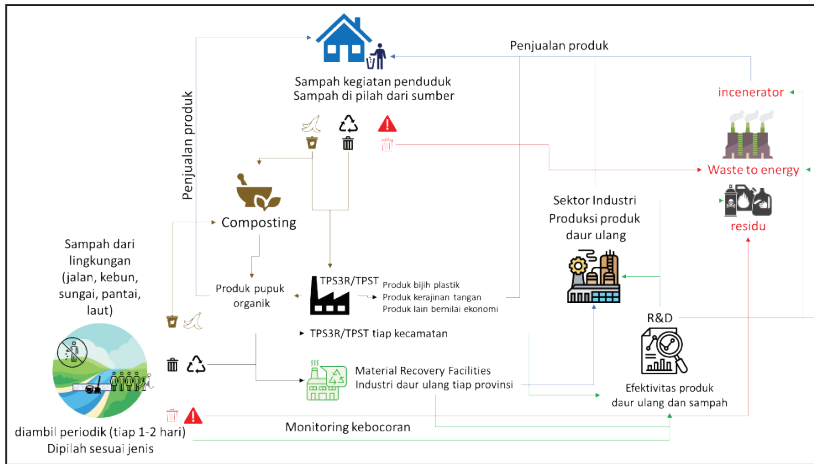 Penjualan produk
Sampah kegiatan penduduk
Sampah di pilah dari sumber
incenerator
Penjualan produk
Waste to energy
Composting
Sektor Industri
Produksi produk
daur ulang
residu
Sampah dari
lingkungan
(jalan, kebun,
sungai, pantai,
laut)
Produk pupuk
organik
TPS3R/TPST
Produk bijih plastik
Produk kerajinan tangan
Produk lain bernilai ekonomi
TPS3R/TPST tiap kecamatan
R&D
Material Recovery Facilities
Industri daur ulang tiap provinsi
Efektivitas produk
daur ulang dan sampah
diambil periodik (tiap 1-2 hari)
Dipilah sesuai jenis
Monitoring kebocoran